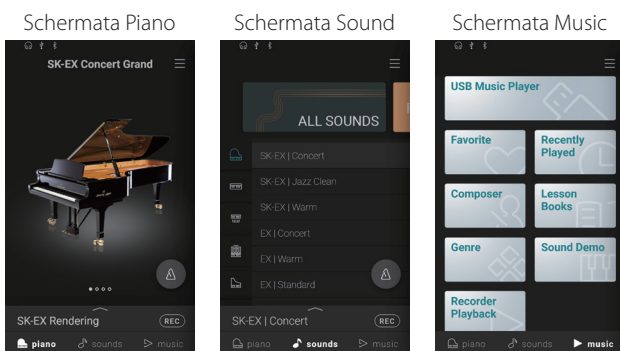 Schermata Piano
SK-EX Concert Grand
SK-EX Rendering
REC
piano
sounds
music
Schermata Sound
ALL SOUNDS
SK-EX | Concert
SK-EX | Jazz Clean
SK-EX | Warm
EX | Concert
EX | Warm
EX | Standard
SK-EX | Concert
REC
piano
sounds
music
Schermata Music
USB Music Player
Favorite
Recently
Played
Composer
Lesson
Books
Genre
Sound Demo
Recorder
Playback
piano
sounds
music